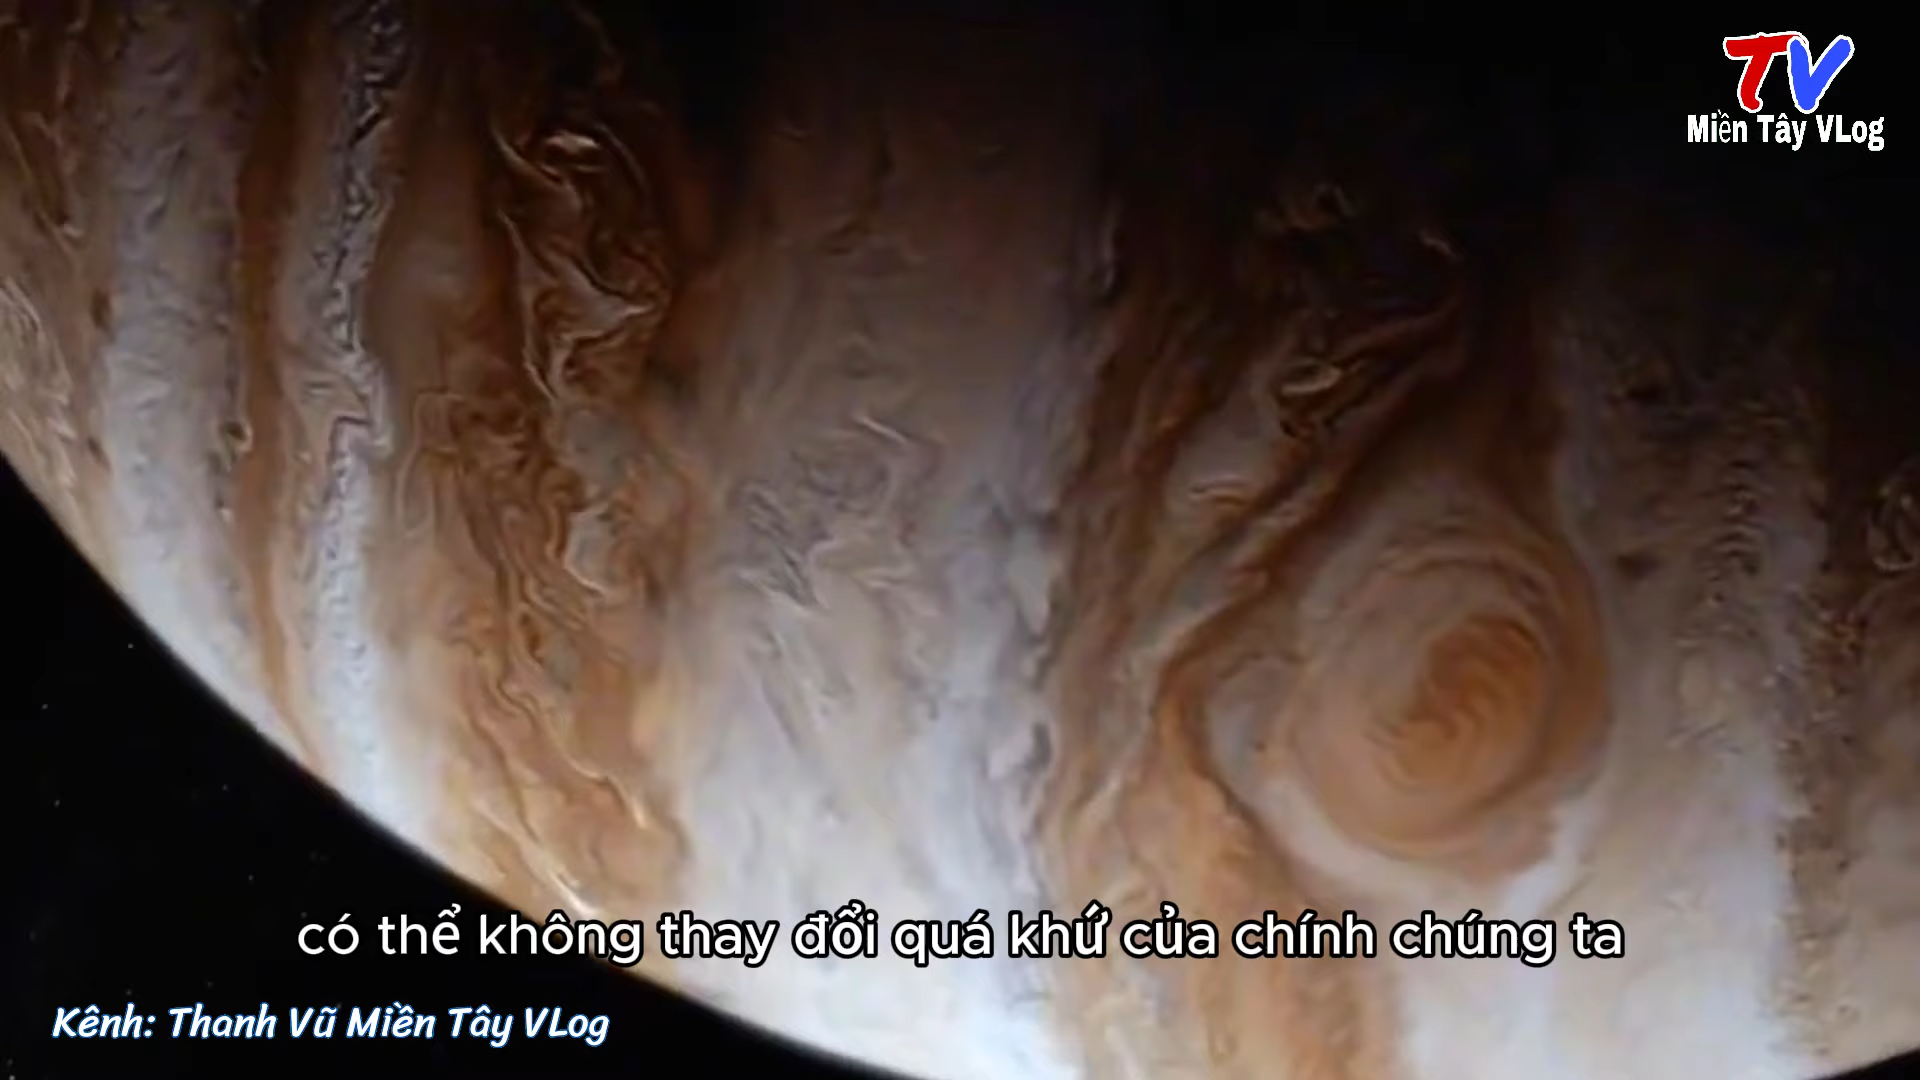 TV
Miền Tây VLog
có thể không thay đổi quá khứ của chính chúng ta
Kênh: Thanh Vũ Miền Tây VLog